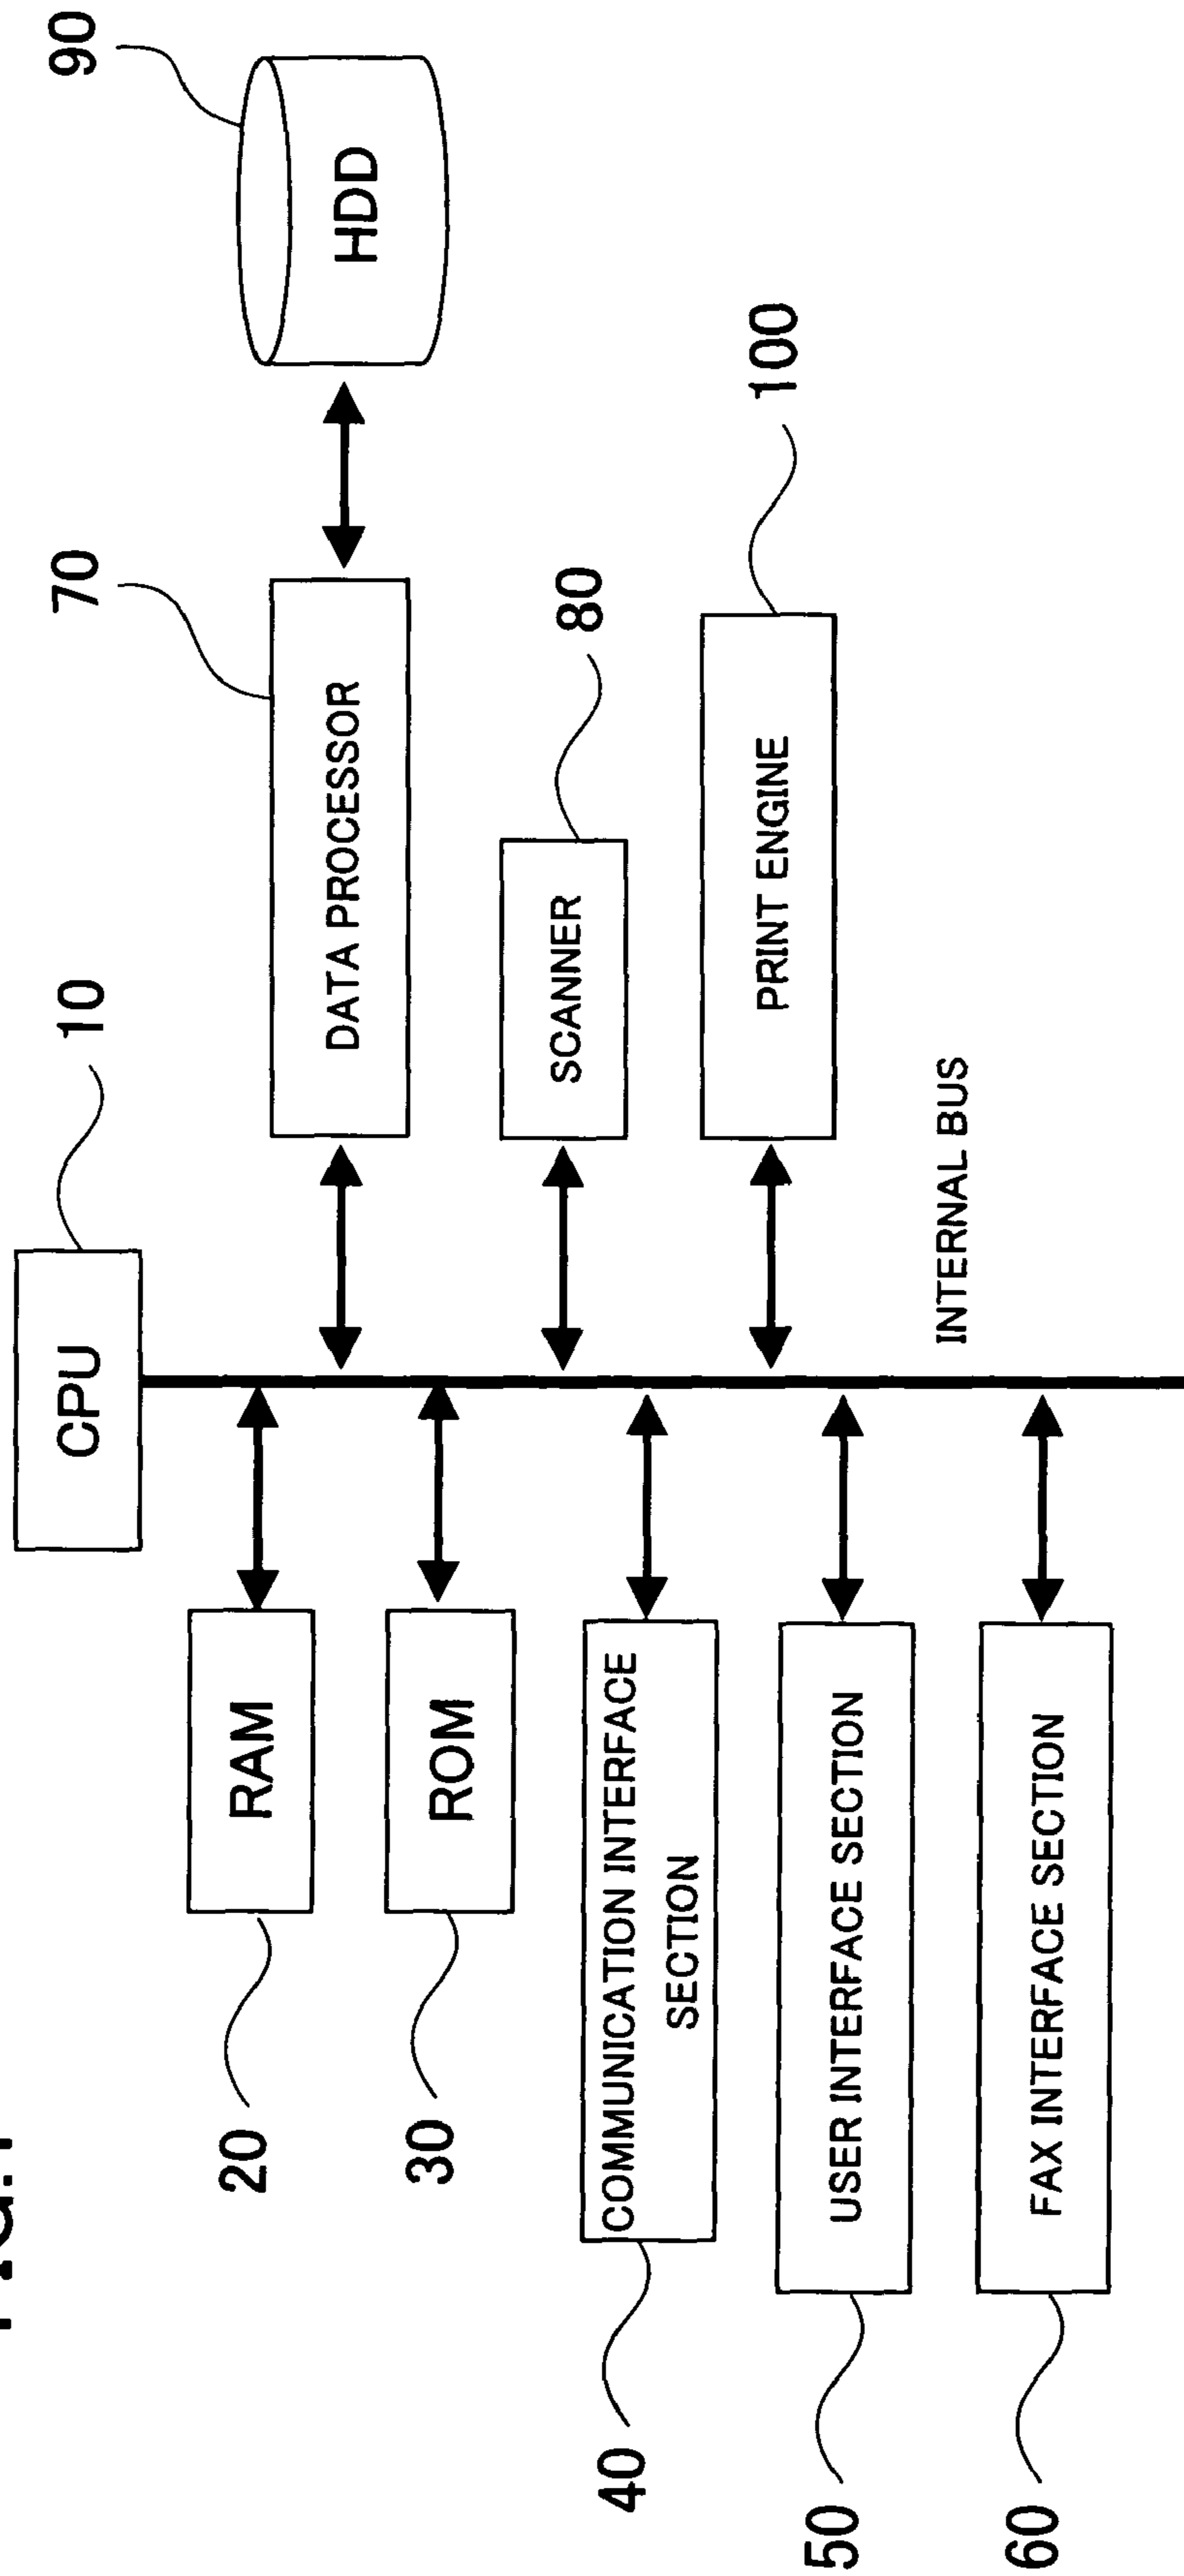 CPU
10
RAM
20
ROM
30
COMMUNICATION INTERFACE
SECTION
40
USER INTERFACE SECTION
50
FAX INTERFACE SECTION
60
DATA PROCESSOR
70
HDD
90
SCANNER
80
PRINT ENGINE
100
INTERNAL BUS